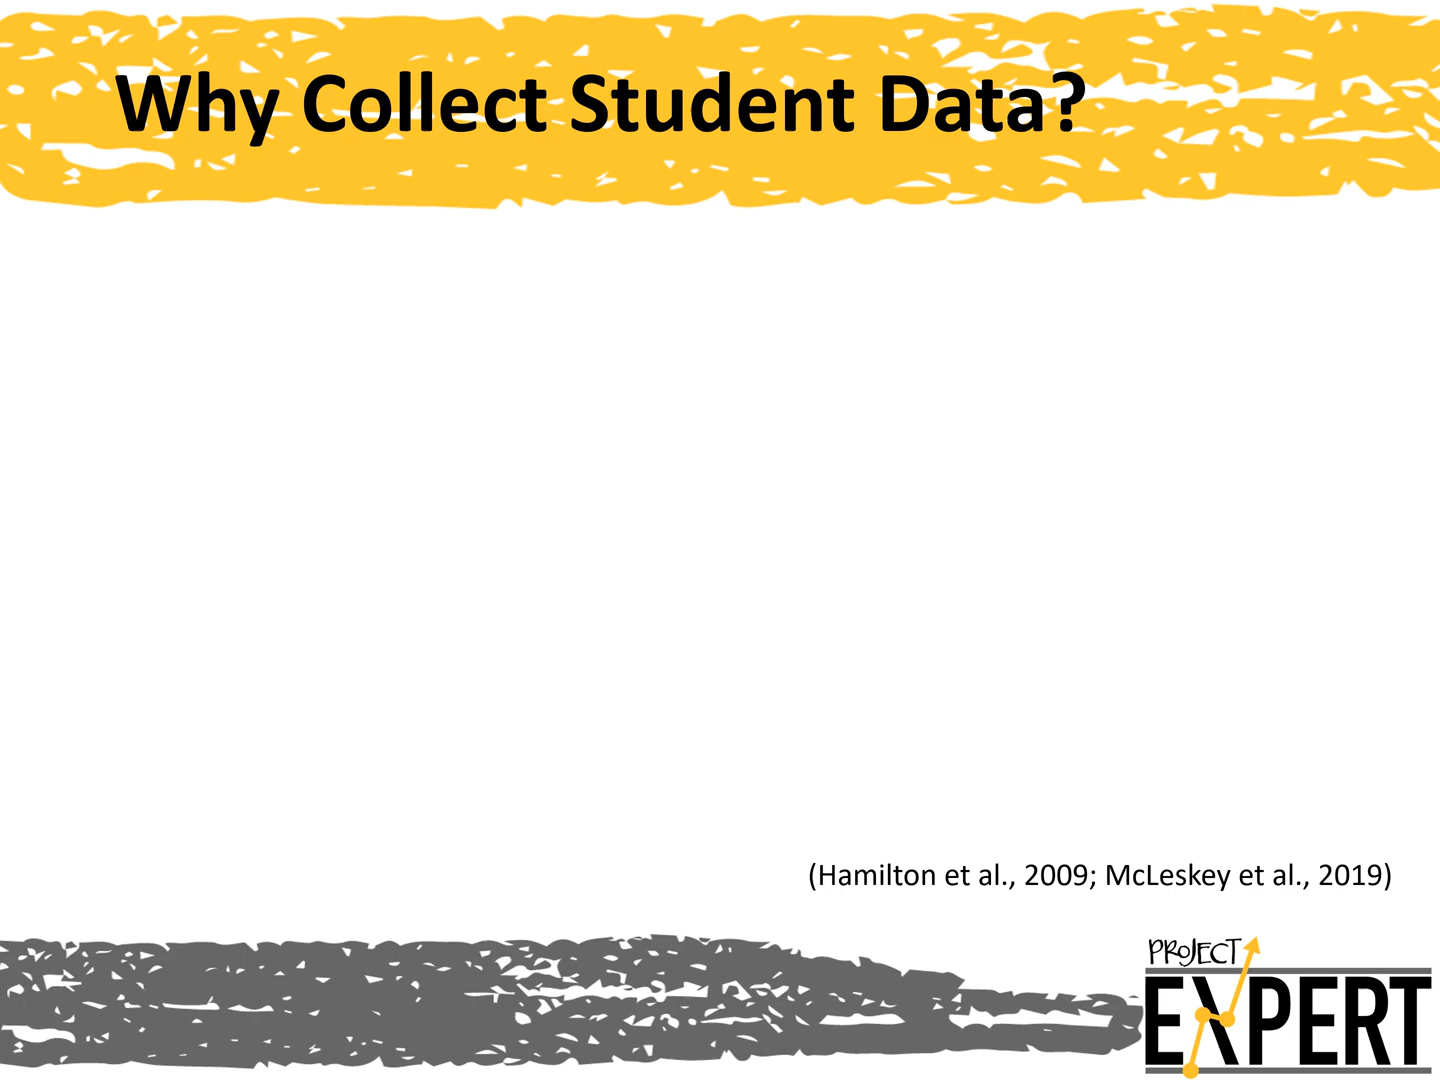 Why Collect Student Data?
(Hamilton et al., 2009; McLeskey et al., 2019)
PROJECT
EXPERT